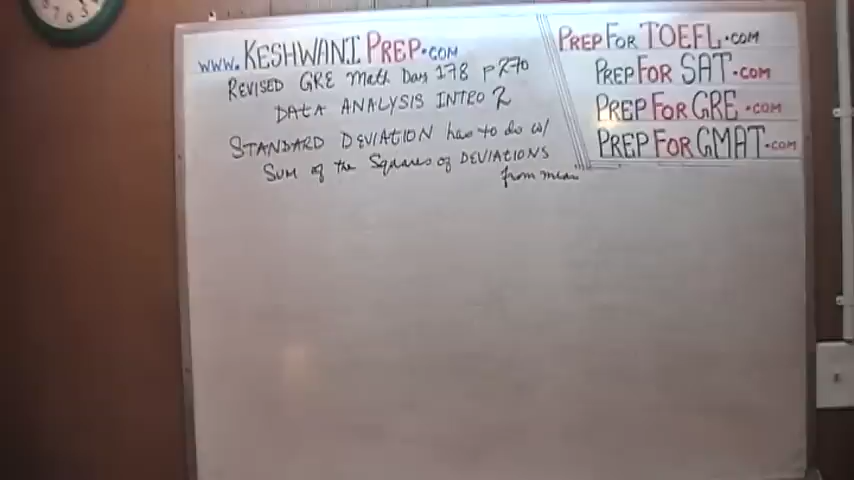 www. KESHWANI PREP.COM
REVISED GRE Math Day 178 p 270
DATA ANALYSIS INTRO 2
STANDARD DEVIATION has to do w/
SUM of the Squares of DEVIATIONS
from mean
PREP FOR TOEFL.COM
PREP FOR SAT.COM
PREP FOR GRE.COM
PREP FOR GMAT.COM